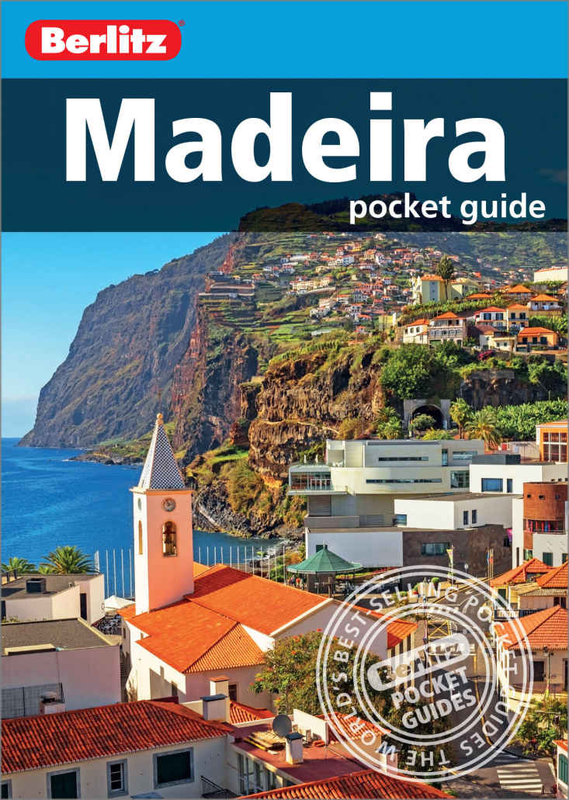 Berlitz®
Madeira
pocket guide
THE WORLD'S BEST SELLING POCKET GUIDES
Berlitz
POCKET
GUIDES